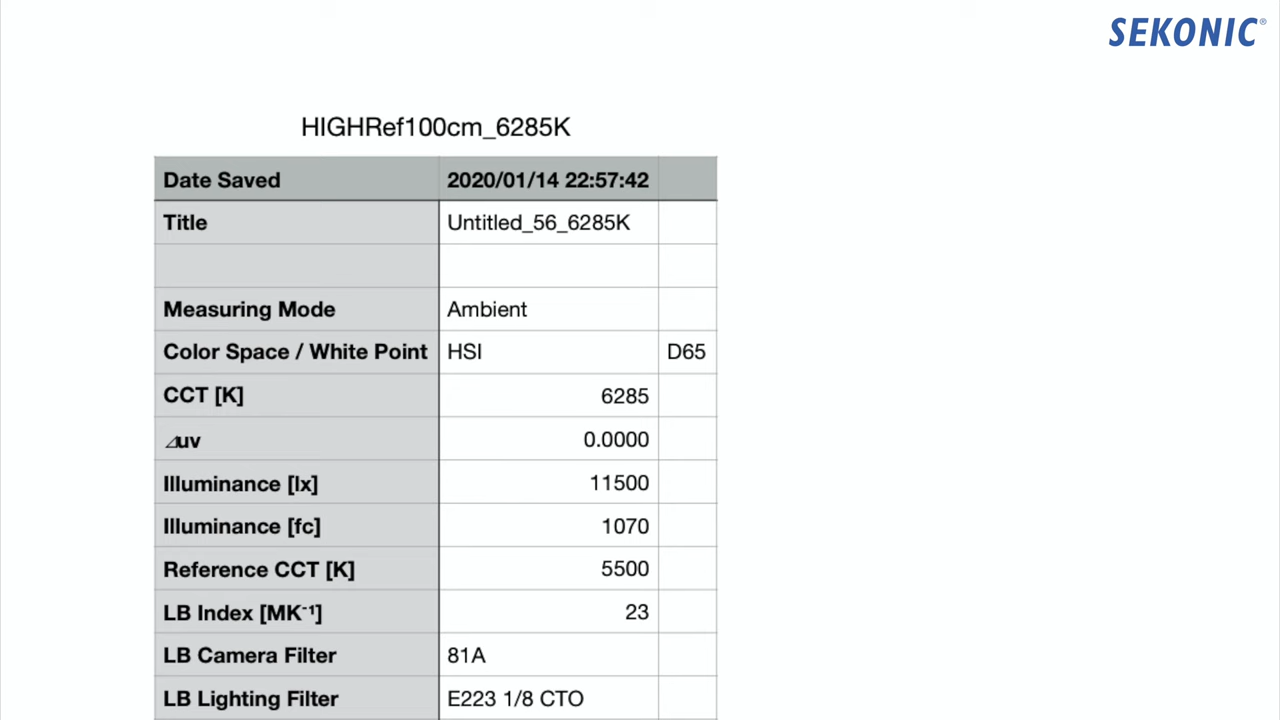 SEKONIC®
HIGHRef100cm_6285K
Date Saved 2020/01/14 22:57:42
Title Untitled_56_6285K
Measuring Mode Ambient
Color Space / White Point HSI D65
CCT [K] 6285
⊿uv 0.0000
Illuminance [lx] 11500
Illuminance [fc] 1070
Reference CCT [K] 5500
LB Index [MK⁻¹] 23
LB Camera Filter 81A
LB Lighting Filter E223 1/8 CTO